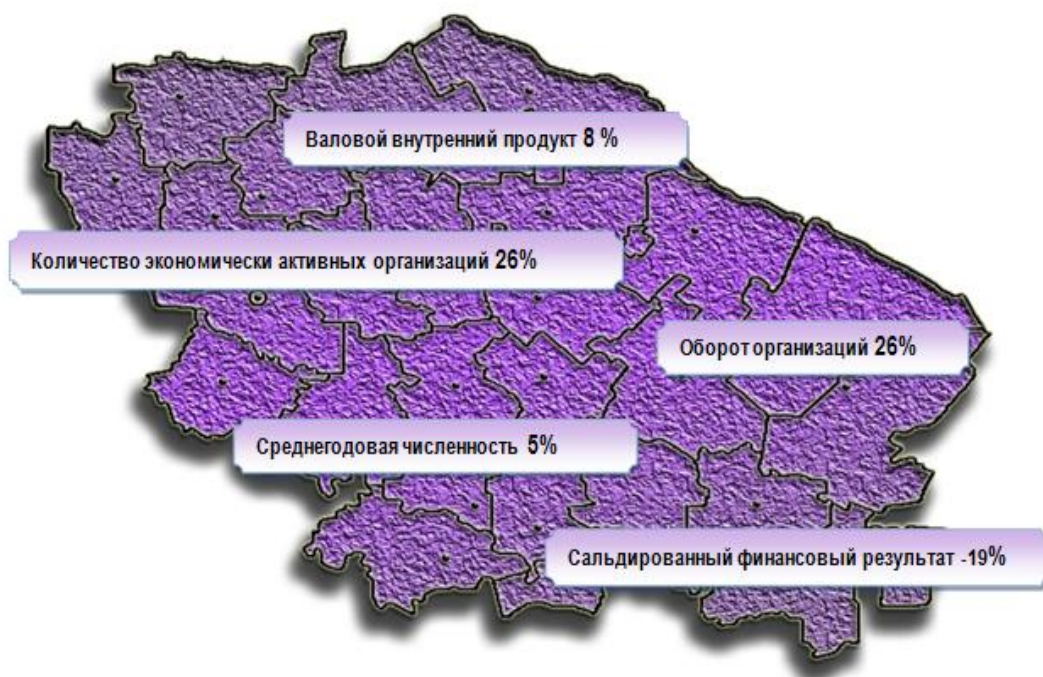 Валовой внутренний продукт 8 %
Количество экономически активных организаций 26%
Оборот организаций 26%
Среднегодовая численность 5%
Сальдированный финансовый результат -19%